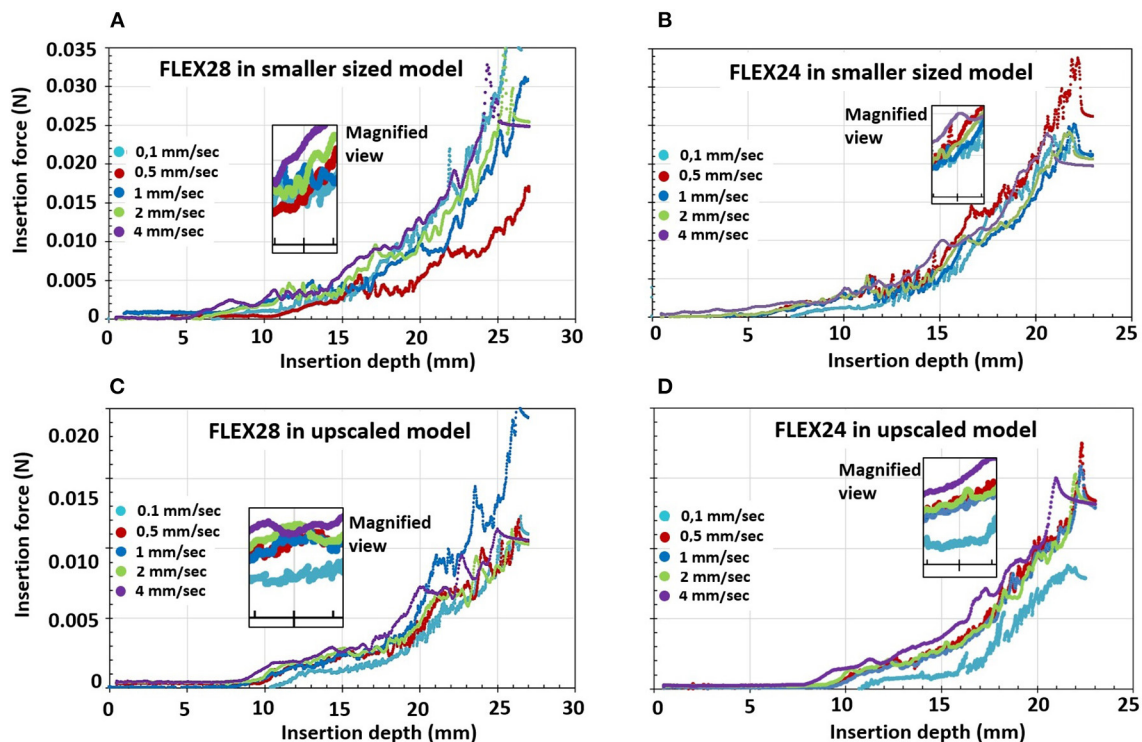 A
FLEX28 in smaller sized model
Insertion force (N)
0.035
0.030
0.025
0.020
0.015
0.010
0.005
0
Magnified
view
0,1 mm/sec
0.5 mm/sec
1 mm/sec
2 mm/sec
4 mm/sec
0 5 10 15 20 25 30
Insertion depth (mm)
B
FLEX24 in smaller sized model
Magnified
view
0,1 mm/sec
0.5 mm/sec
1 mm/sec
2 mm/sec
4 mm/sec
0 5 10 15 20 25
Insertion depth (mm)
C
FLEX28 in upscaled model
Insertion force (N)
0.020
0.015
0.010
0.005
0
Magnified
view
0.1 mm/sec
0.5 mm/sec
1 mm/sec
2 mm/sec
4 mm/sec
0 5 10 15 20 25 30
Insertion depth (mm)
D
FLEX24 in upscaled model
Magnified
view
0,1 mm/sec
0.5 mm/sec
1 mm/sec
2 mm/sec
4 mm/sec
0 5 10 15 20 25
Insertion depth (mm)